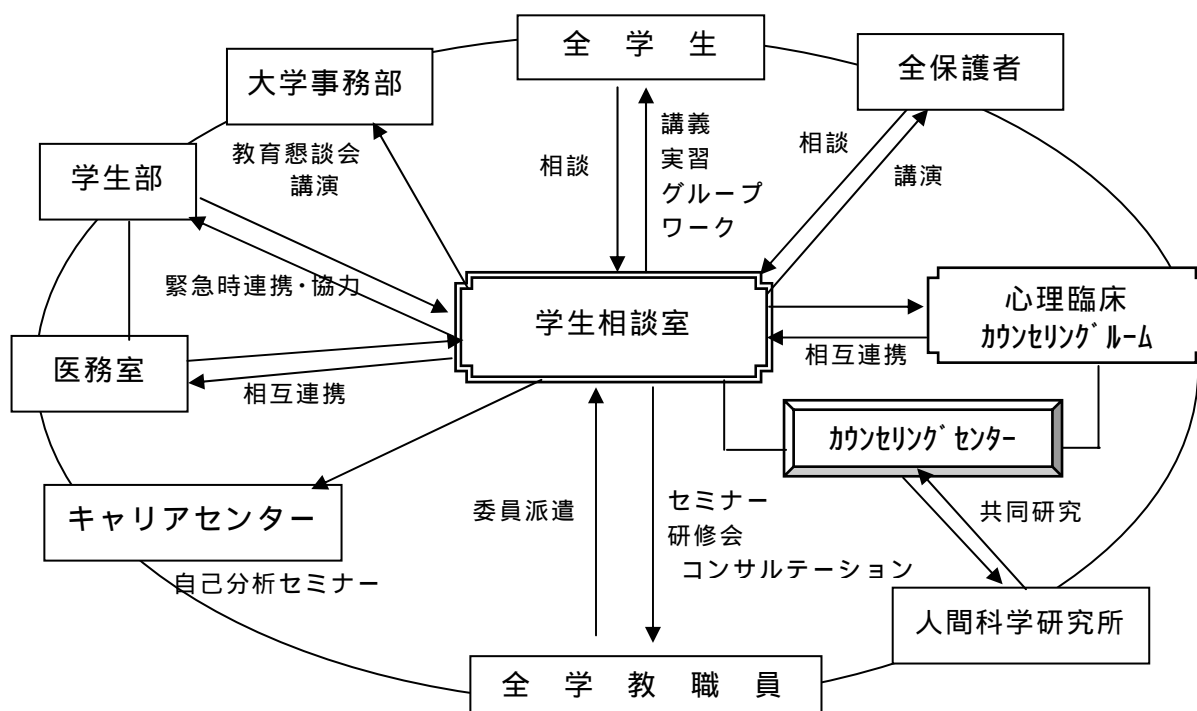 全 学 生
全保護者
大学事務部
教育懇談会
講演
学生部
相談
講義
実習
グループ
ワーク
相談
講演
緊急時連携・協力
学生相談室
心理臨床
ｶｳﾝｾﾘﾝｸﾞﾙｰﾑ
相互連携
医務室
相互連携
ｶｳﾝｾﾘﾝｸﾞｾﾝﾀｰ
キャリアセンター
自己分析セミナー
委員派遣
セミナー
研修会
コンサルテーション
共同研究
人間科学研究所
全 学 教 職 員